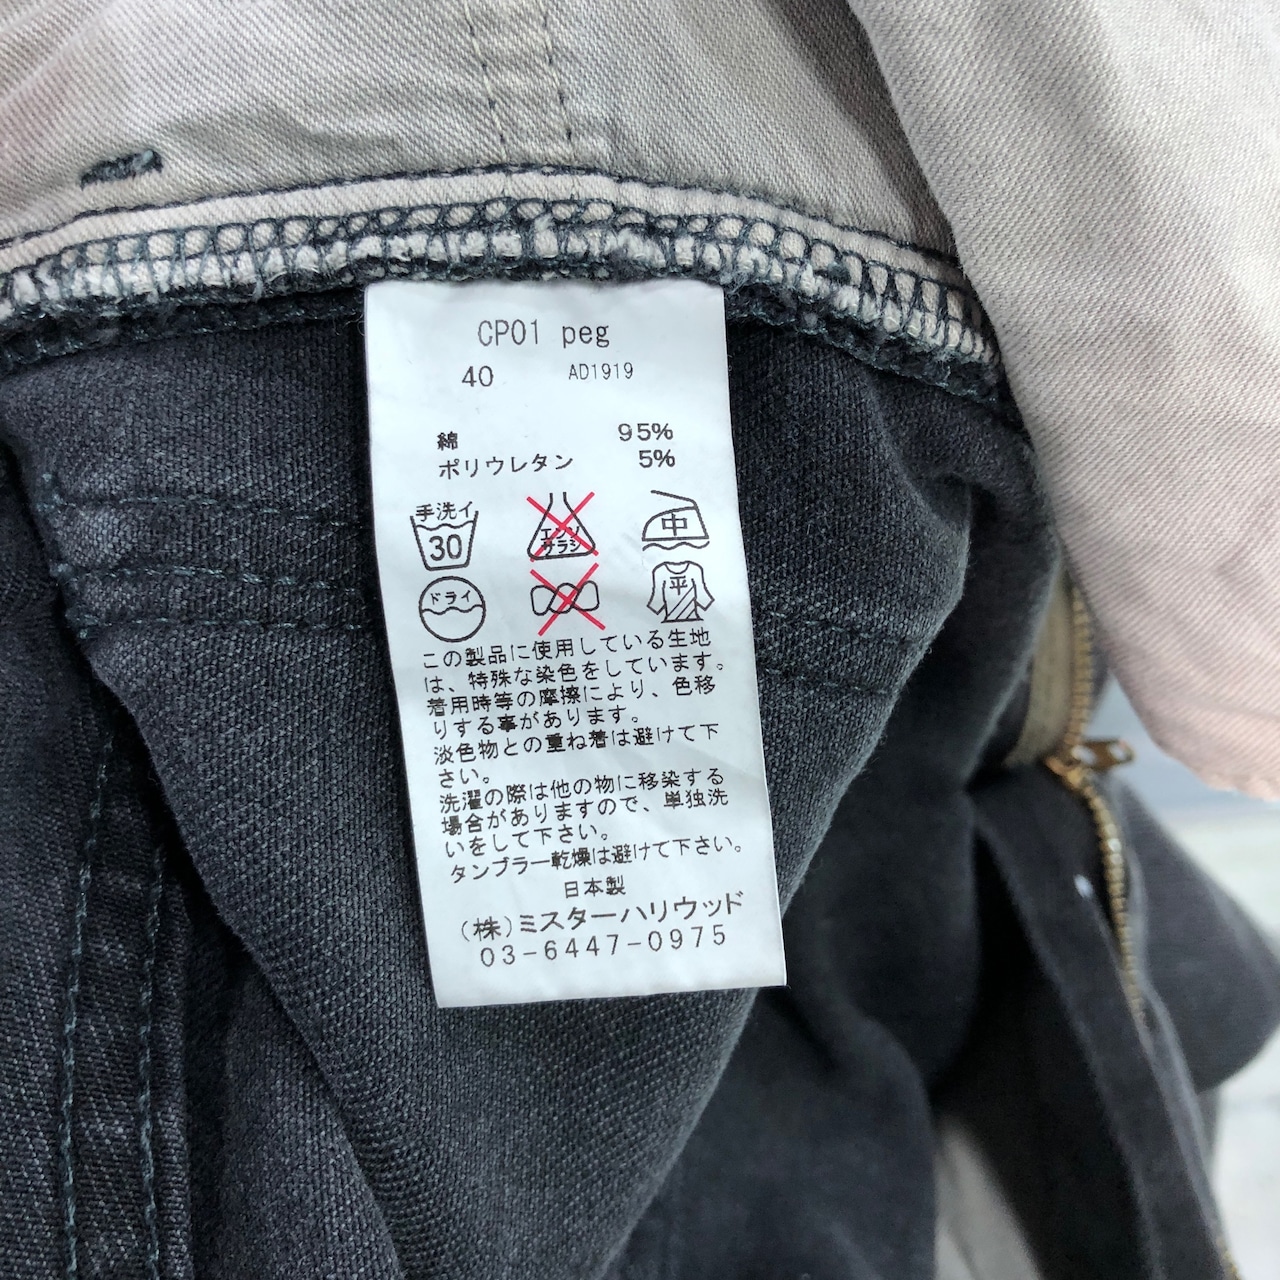 CP01 peg
40 AD1919
綿 95%
ポリウレタン 5%
手洗イ
30
エンソ
サラシ
中
ドライ
平
この製品に使用している生地
は、特殊な染色をしています。
着用時等の摩擦により、色移
りする事があります。
淡色物との重ね着は避けて下
さい。
洗濯の際は他の物に移染する
場合がありますので、単独洗
いをして下さい。
タンブラー乾燥は避けて下さい。
日本製
(株)ミスターハリウッド
03-6447-0975